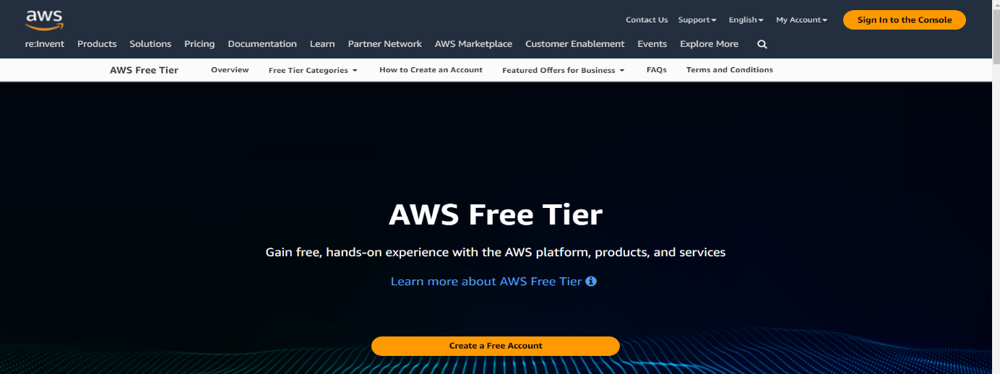 aws
Contact Us Support English My Account Sign In to the Console
re:Invent Products Solutions Pricing Documentation Learn Partner Network AWS Marketplace Customer Enablement Events Explore More
AWS Free Tier Overview Free Tier Categories How to Create an Account Featured Offers for Business FAQs Terms and Conditions
AWS Free Tier
Gain free, hands-on experience with the AWS platform, products, and services
Learn more about AWS Free Tier
Create a Free Account